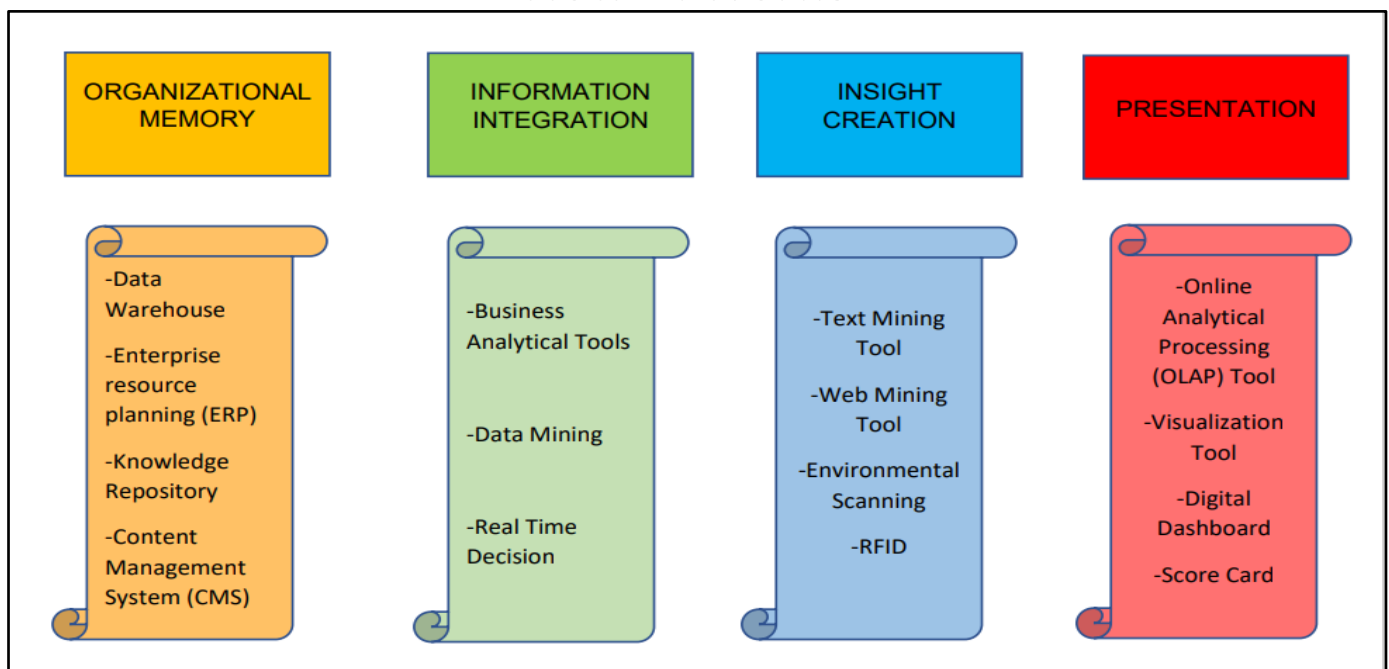 ORGANIZATIONAL
MEMORY
INFORMATION
INTEGRATION
INSIGHT
CREATION
PRESENTATION
-Data
Warehouse
-Enterprise
resource
planning (ERP)
-Knowledge
Repository
-Content
Management
System (CMS)
-Business
Analytical Tools
-Data Mining
-Real Time
Decision
-Text Mining
Tool
-Web Mining
Tool
-Environmental
Scanning
-RFID
-Online
Analytical
Processing
(OLAP) Tool
-Visualization
Tool
-Digital
Dashboard
-Score Card